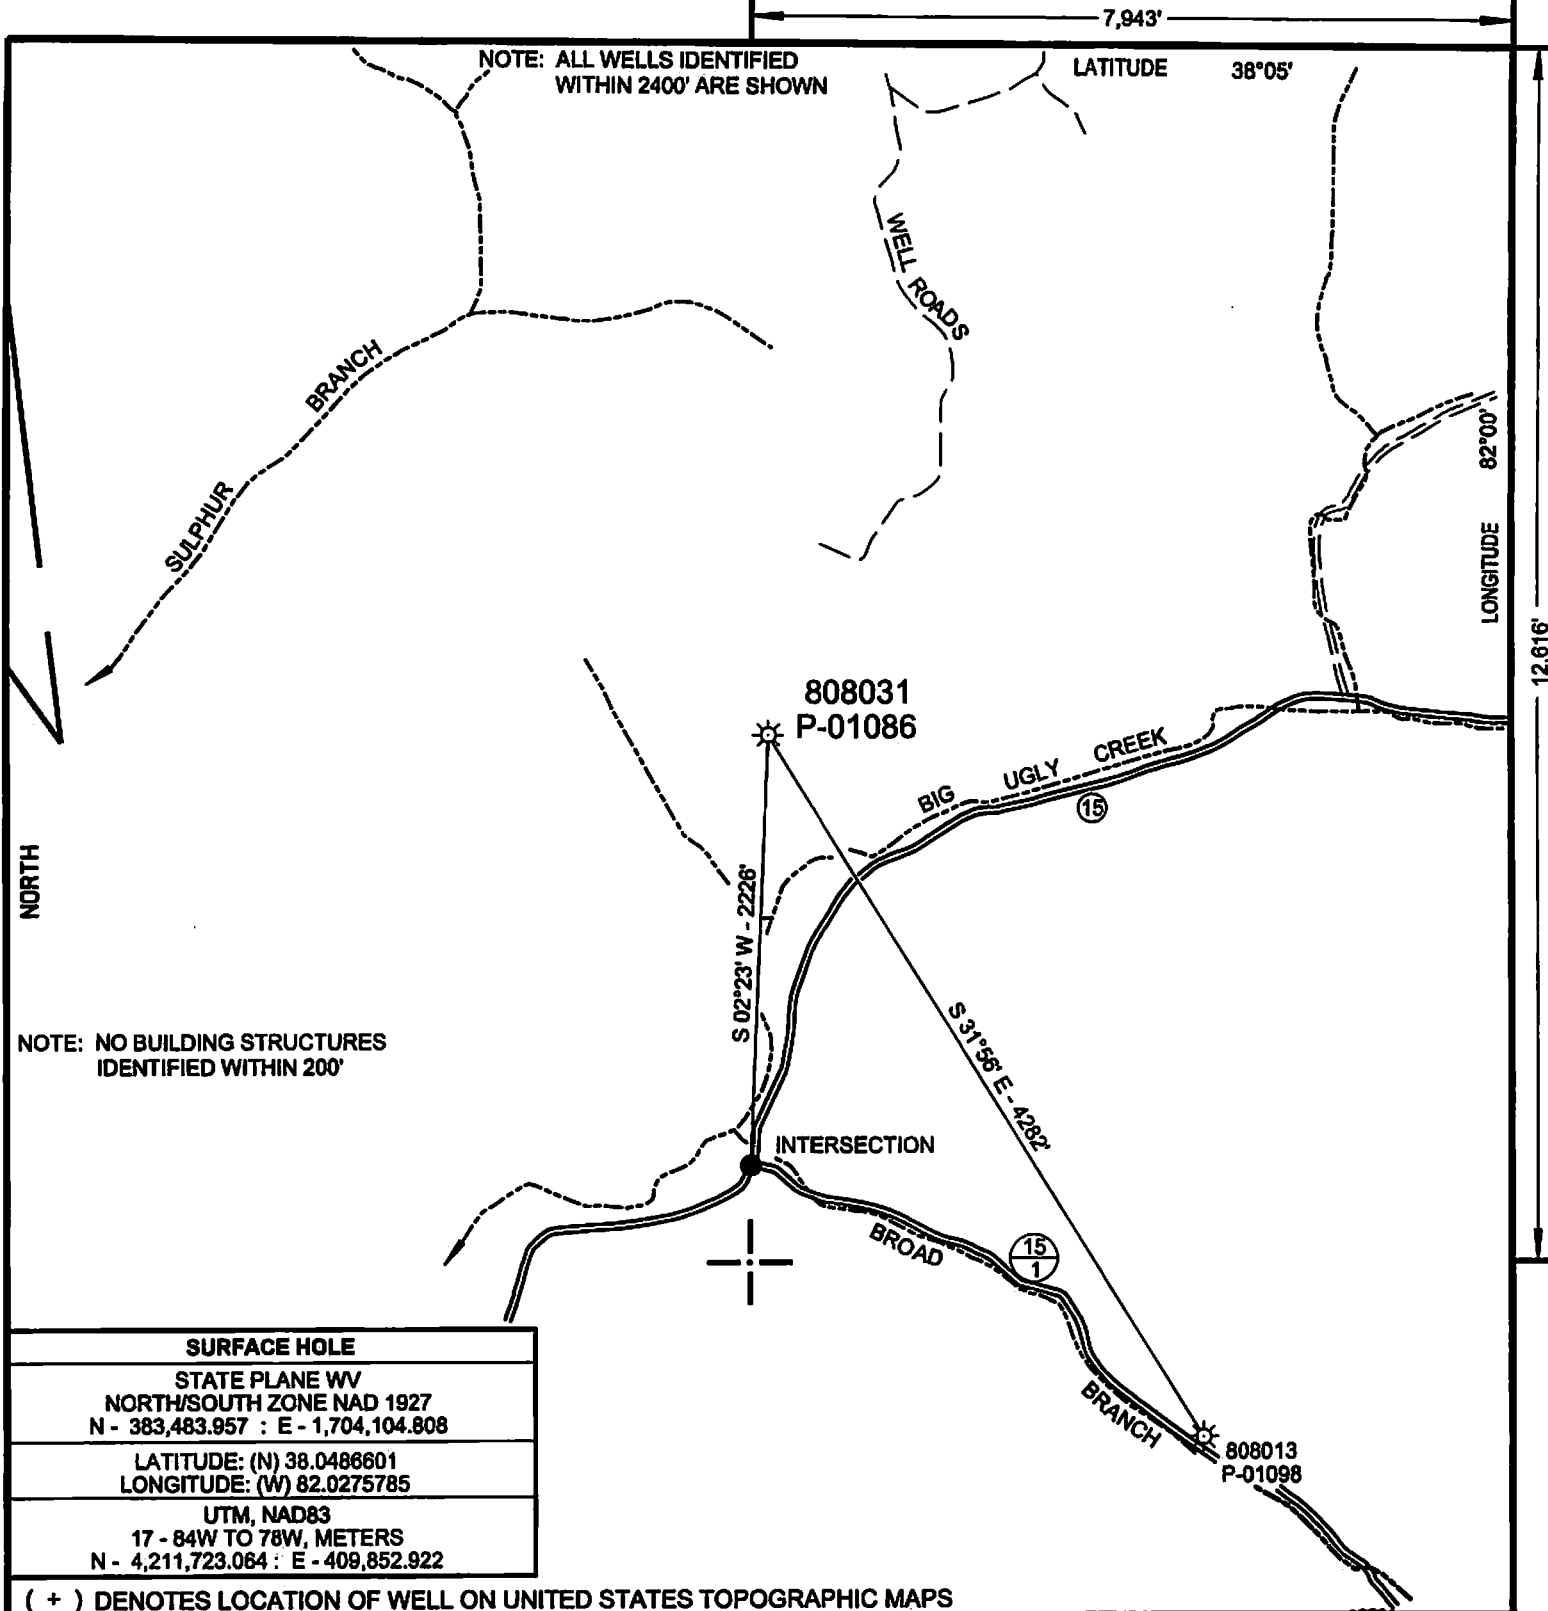 7,943'
NOTE: ALL WELLS IDENTIFIED
WITHIN 2400' ARE SHOWN
LATITUDE 38°05'
WELL ROADS
BRANCH
SULPHUR
LONGITUDE 82°00'
12,616'
808031
P-01086
BIG UGLY CREEK
15
NORTH
S 02°23' W - 2226'
S 31°56' E - 4282'
NOTE: NO BUILDING STRUCTURES
IDENTIFIED WITHIN 200'
INTERSECTION
BROAD
15
1
BRANCH
808013
P-01098
SURFACE HOLE
STATE PLANE WV
NORTH/SOUTH ZONE NAD 1927
N - 383,483.957 : E - 1,704,104.808
LATITUDE: (N) 38.0486601
LONGITUDE: (W) 82.0275785
UTM, NAD83
17 - 84W TO 78W, METERS
N - 4,211,723.064 : E - 409,852.922
( + ) DENOTES LOCATION OF WELL ON UNITED STATES TOPOGRAPHIC MAPS